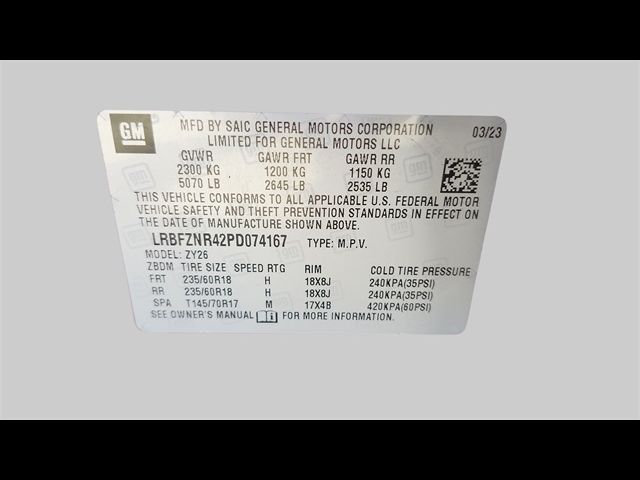 GM
MFD BY SAIC GENERAL MOTORS CORPORATION 03/23
LIMITED FOR GENERAL MOTORS LLC
GVWR GAWR FRT GAWR RR
2300 KG 1200 KG 1150 KG
5070 LB 2645 LB 2535 LB
THIS VEHICLE CONFORMS TO ALL APPLICABLE U.S. FEDERAL MOTOR
VEHICLE SAFETY AND THEFT PREVENTION STANDARDS IN EFFECT ON
THE DATE OF MANUFACTURE SHOWN ABOVE.
LRBFZNR42PD074167 TYPE: M.P.V.
MODEL: ZY26
ZBDM TIRE SIZE SPEED RTG RIM COLD TIRE PRESSURE
FRT 235/60R18 H 18X8J 240KPA(35PSI)
RR 235/60R18 H 18X8J 240KPA(35PSI)
SPA T145/70R17 M 17X4B 420KPA(60PSI)
SEE OWNER'S MANUAL FOR MORE INFORMATION.